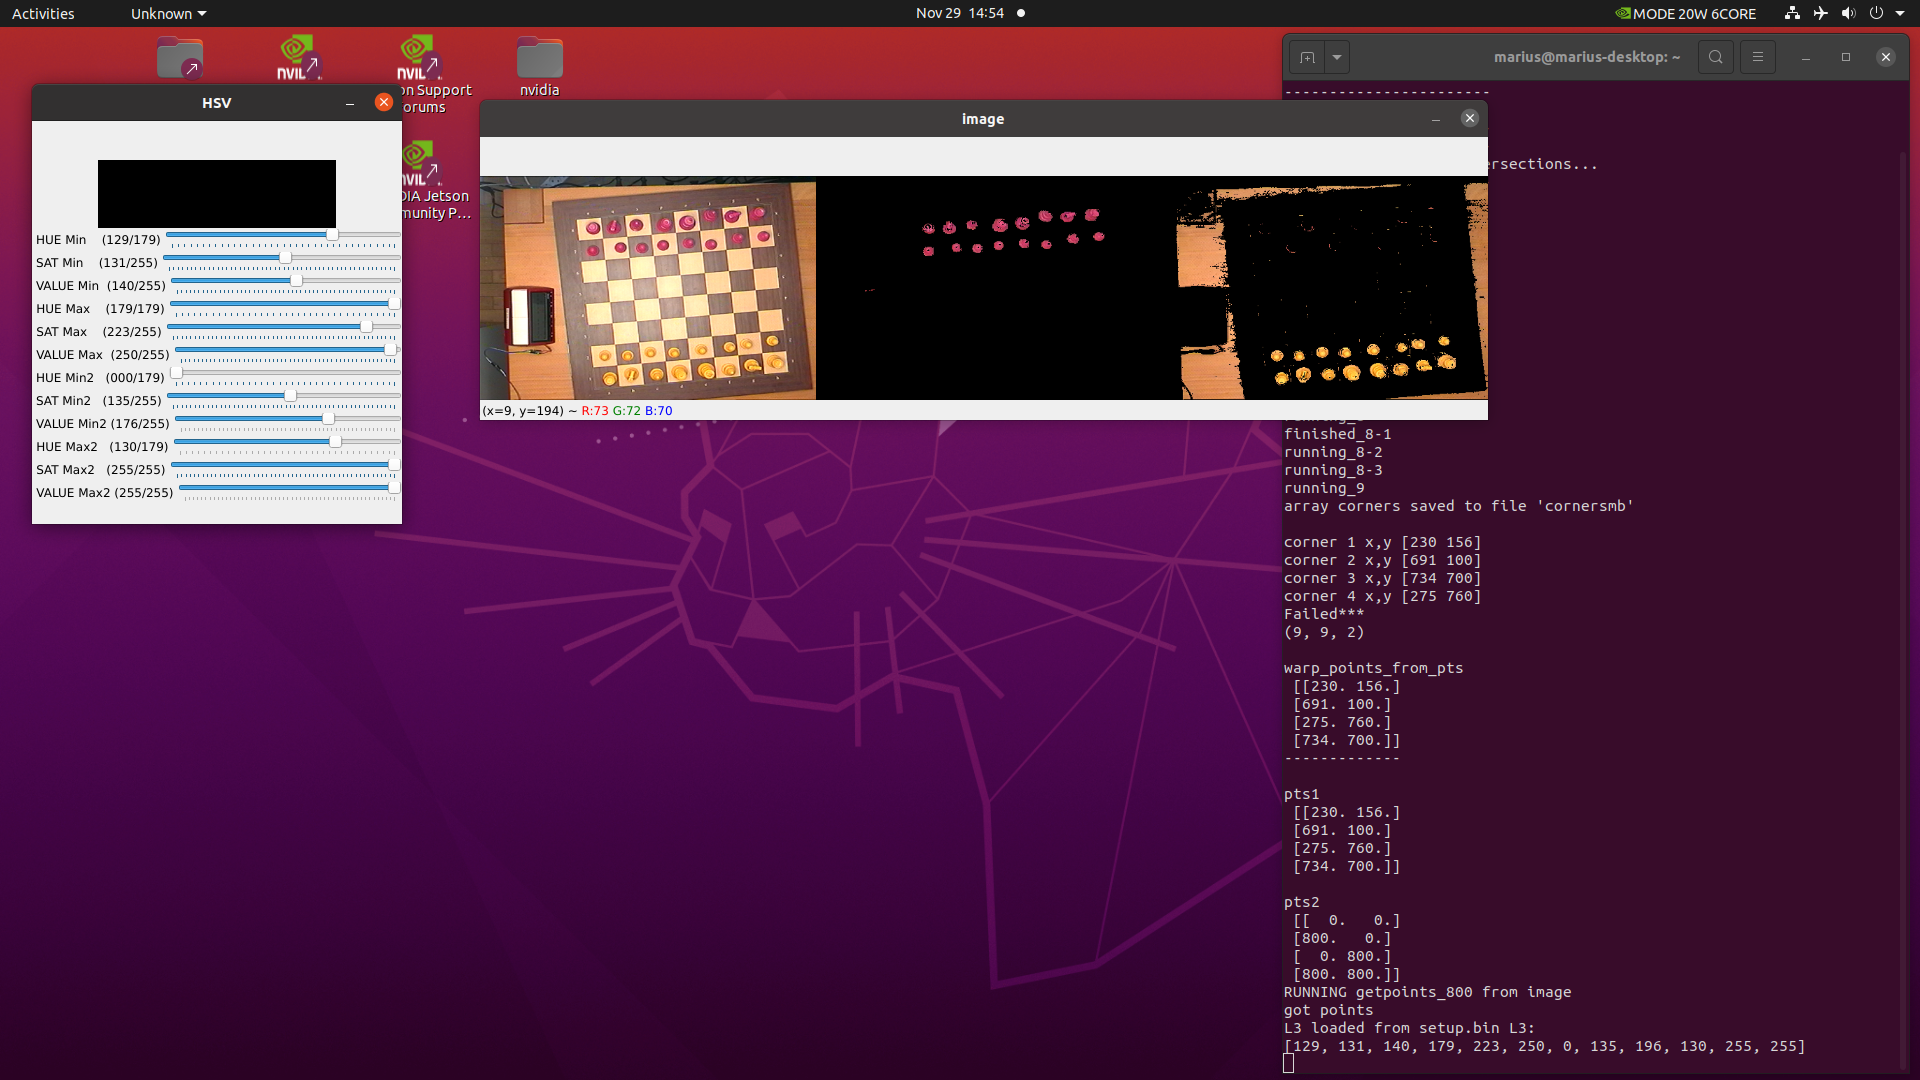 Activities
Unknown
Nov 29 14:54
MODE 20W 6CORE
on Support
orums
nvidia
DIA Jetson
munity P...
HSV
HUE Min (129/179)
SAT Min (131/255)
VALUE Min (140/255)
HUE Max (179/179)
SAT Max (223/255)
VALUE Max (250/255)
HUE Min2 (000/179)
SAT Min2 (135/255)
VALUE Min2 (176/255)
HUE Max2 (130/179)
SAT Max2 (255/255)
VALUE Max2 (255/255)
image
(x=9, y=194) ~ R:73 G:72 B:70
marius@marius-desktop: ~
-----------------------
ersections...
finished_8-1
running_8-2
running_8-3
running_9
array corners saved to file 'cornersmb'
corner 1 x,y [230 156]
corner 2 x,y [691 100]
corner 3 x,y [734 700]
corner 4 x,y [275 760]
Failed***
(9, 9, 2)
warp_points_from_pts
[[230. 156.]
[691. 100.]
[275. 760.]
[734. 700.]]
-------------
pts1
[[230. 156.]
[691. 100.]
[275. 760.]
[734. 700.]]
pts2
[[  0.   0.]
[800.   0.]
[  0. 800.]
[800. 800.]]
RUNNING getpoints_800 from image
got points
L3 loaded from setup.bin L3:
[129, 131, 140, 179, 223, 250, 0, 135, 196, 130, 255, 255]